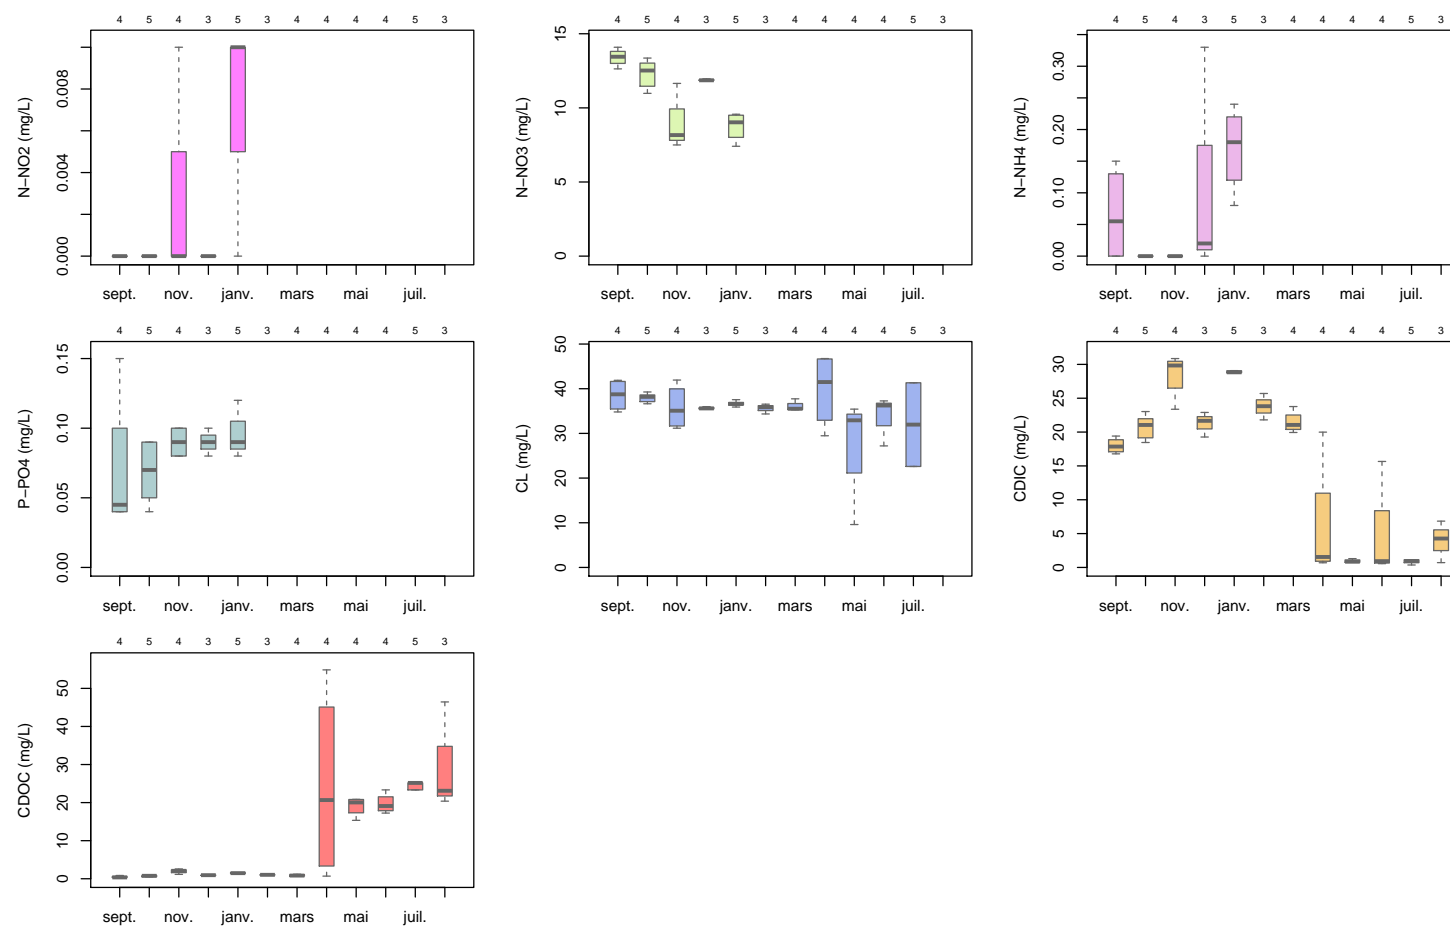 4 5 4 3 5 3 4 4 4 4 5 3
N−NO2 (mg/L)
0.008
0.004
0.000
sept. nov. janv. mars mai juil.
4 5 4 3 5 3 4 4 4 4 5 3
N−NO3 (mg/L)
15
10
5
0
sept. nov. janv. mars mai juil.
4 5 4 3 5 3 4 4 4 4 5 3
N−NH4 (mg/L)
0.30
0.20
0.10
0.00
sept. nov. janv. mars mai juil.
4 5 4 3 5 3 4 4 4 4 5 3
P−PO4 (mg/L)
0.15
0.10
0.05
0.00
sept. nov. janv. mars mai juil.
4 5 4 3 5 3 4 4 4 4 5 3
CL (mg/L)
50
40
30
20
10
0
sept. nov. janv. mars mai juil.
4 5 4 3 5 3 4 4 4 4 5 3
CDIC (mg/L)
30
25
20
15
10
5
0
sept. nov. janv. mars mai juil.
4 5 4 3 5 3 4 4 4 4 5 3
CDOC (mg/L)
50
40
30
20
10
0
sept. nov. janv. mars mai juil.